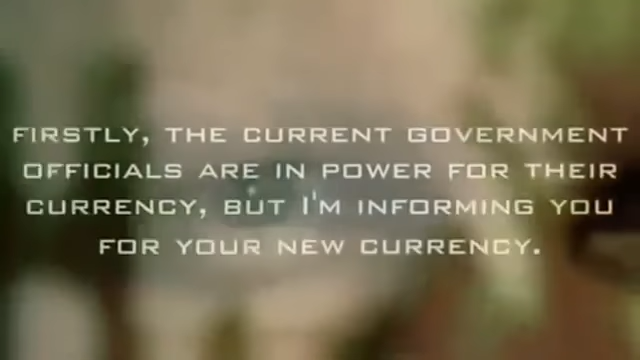 FIRSTLY, THE CURRENT GOVERNMENT
OFFICIALS ARE IN POWER FOR THEIR
CURRENCY, BUT I'M INFORMING YOU
FOR YOUR NEW CURRENCY.